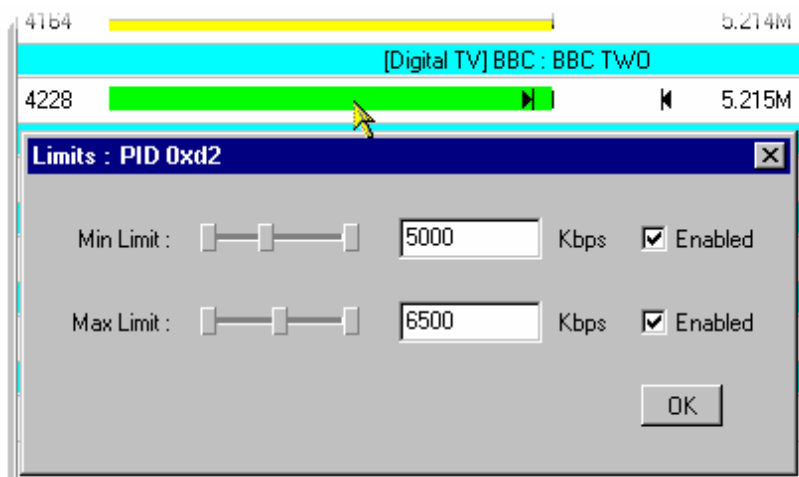 4164 5.214M
[Digital TV] BBC : BBC TWO
4228 5.215M
Limits : PID 0xd2
Min Limit : 5000 Kbps Enabled
Max Limit : 6500 Kbps Enabled
OK